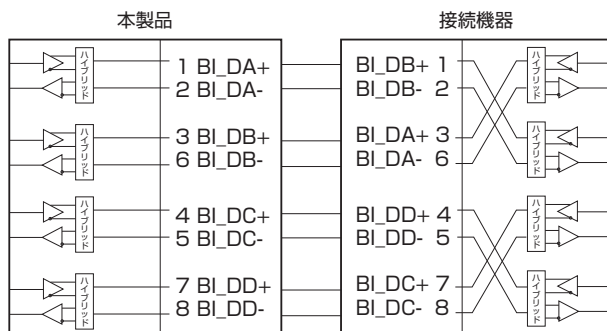 本製品
接続機器
ハイブリッド
1 BI_DA+
2 BI_DA-
BI_DB+ 1
BI_DB- 2
ハイブリッド
ハイブリッド
3 BI_DB+
6 BI_DB-
BI_DA+ 3
BI_DA- 6
ハイブリッド
ハイブリッド
4 BI_DC+
5 BI_DC-
BI_DD+ 4
BI_DD- 5
ハイブリッド
ハイブリッド
7 BI_DD+
8 BI_DD-
BI_DC+ 7
BI_DC- 8
ハイブリッド